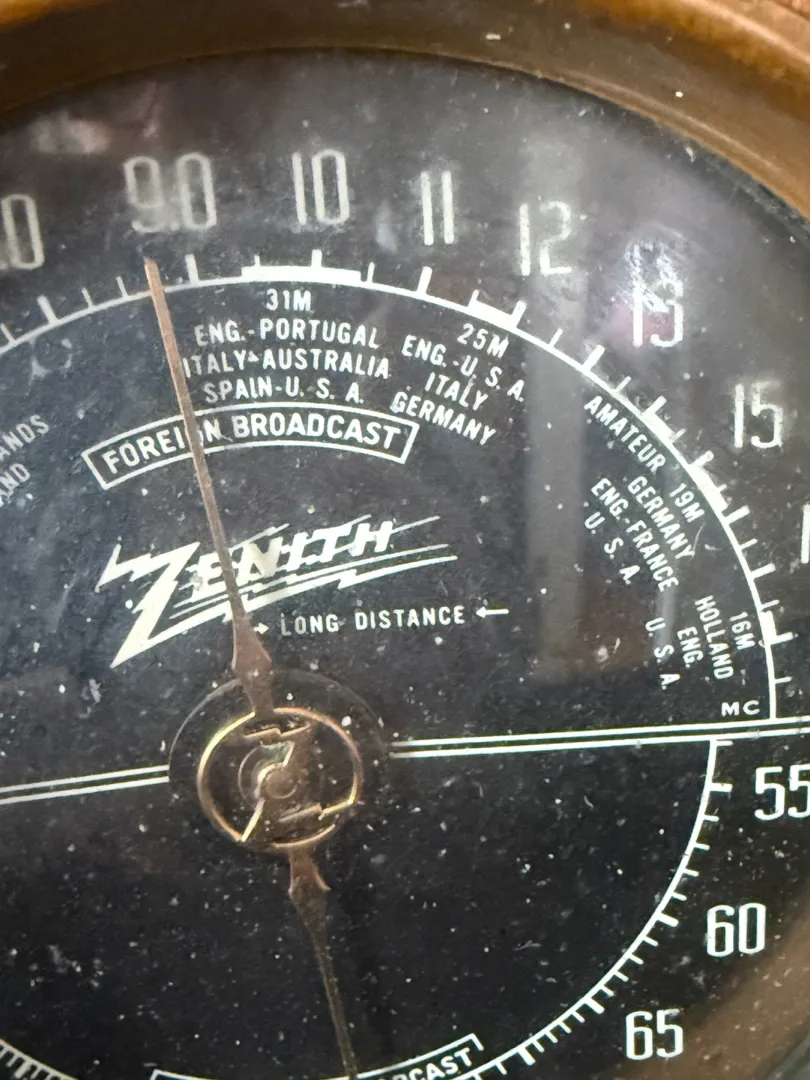 9.0
10
11
12
13
15
31M
ENG.-PORTUGAL
ITALY-AUSTRALIA
SPAIN-U.S.A.
25M
ENG.-U.S.A.
ITALY
GERMANY
FOREIGN BROADCAST
AMATEUR 19M
GERMANY
ENG.-FRANCE
U.S.A.
16M
HOLLAND
ENG.
U.S.A.
ZENITH
→ LONG DISTANCE ←
MC
55
60
65